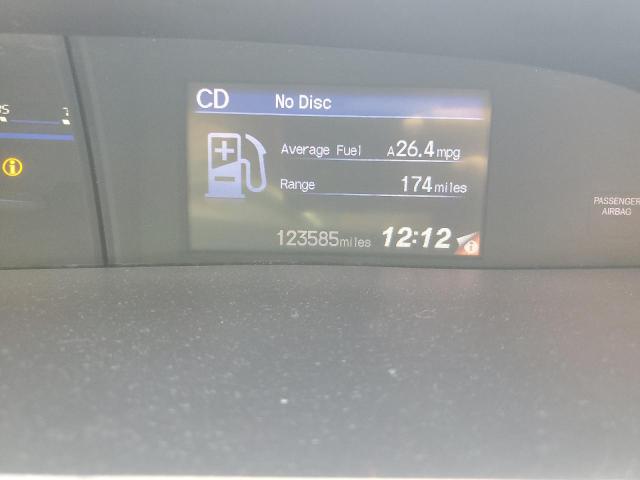 CD No Disc
Average Fuel A26.4mpg
Range 174miles
123585miles 12:12
PASSENGER
AIRBAG